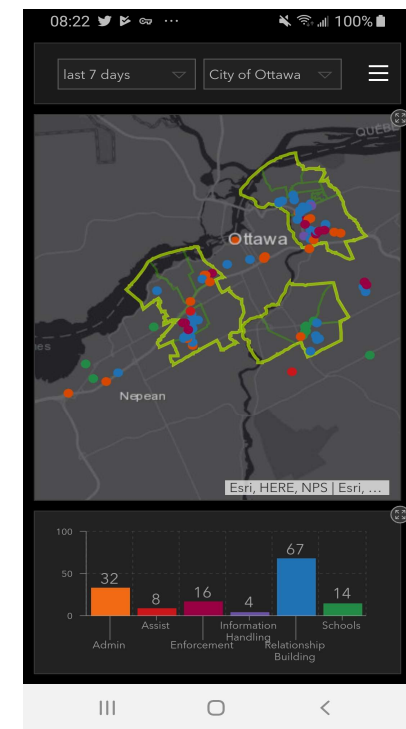 08:22 ... 100%
last 7 days City of Ottawa
Ottawa
Nepean
Esri, HERE, NPS | Esri, ...
100
50
0
32
8
16
4
67
14
Admin
Assist
Enforcement
Information
Handling
Relationship
Building
Schools